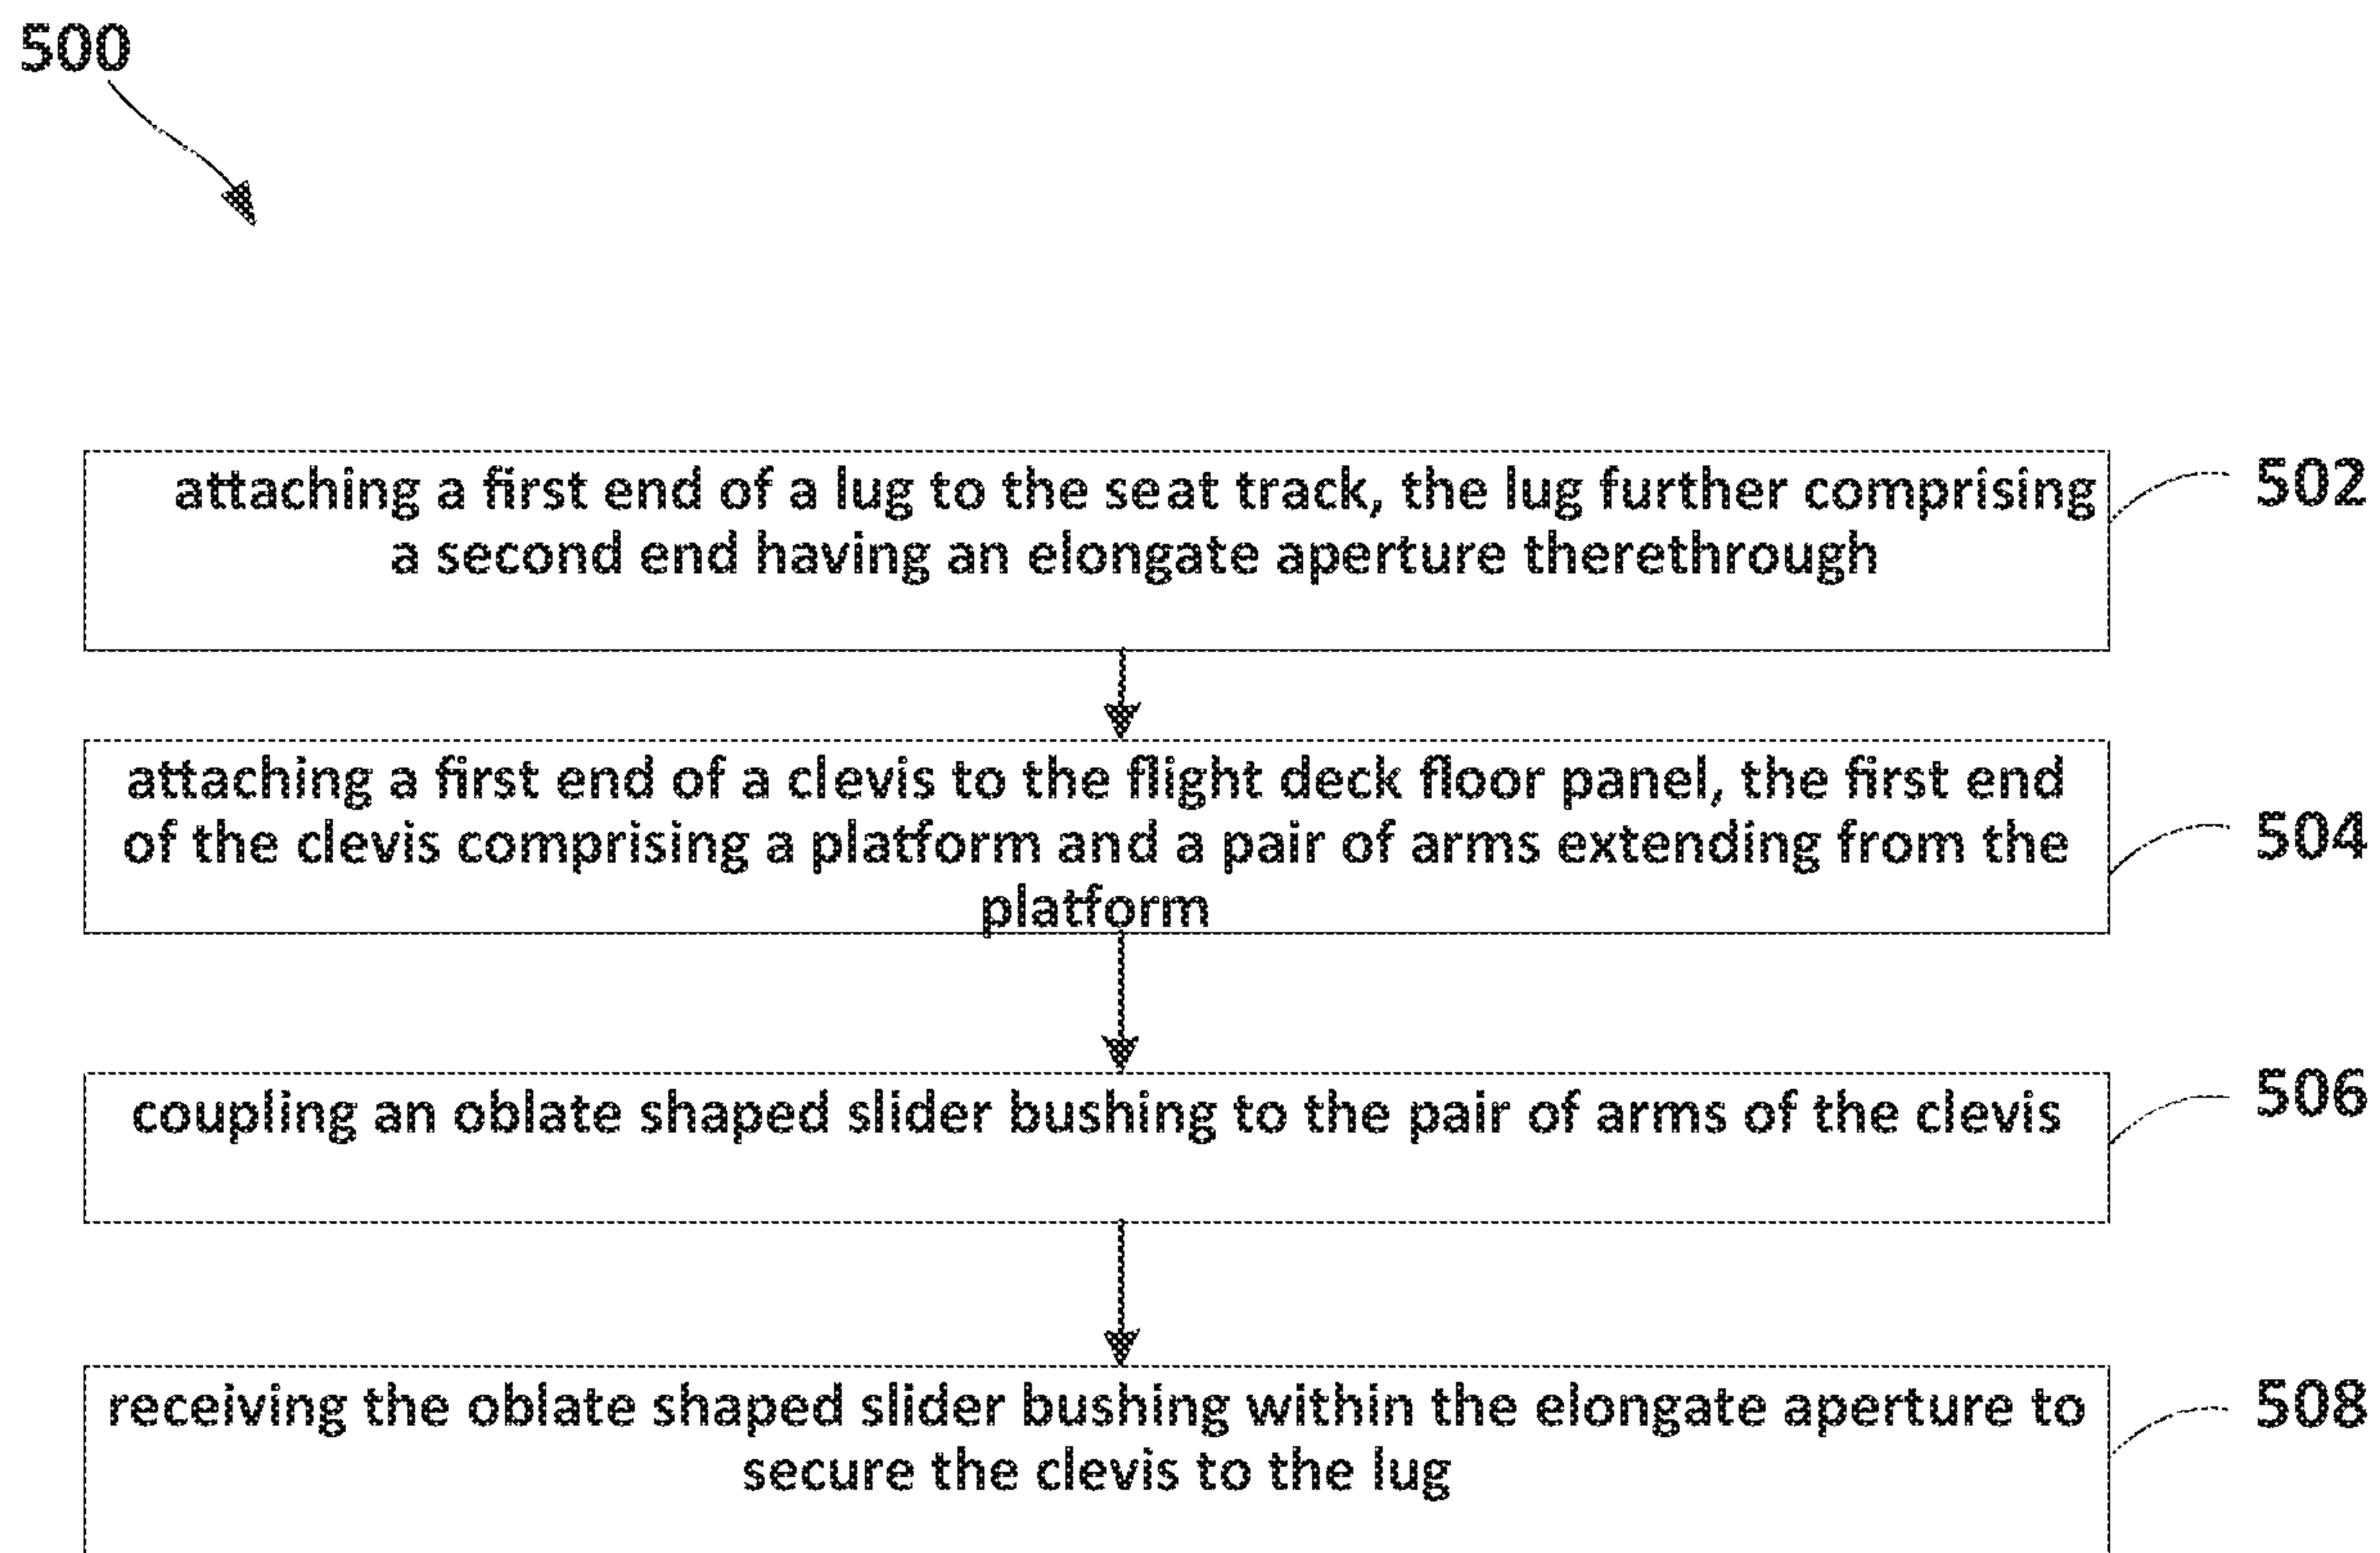 500
attaching a first end of a lug to the seat track, the lug further comprising
a second end having an elongate aperture therethrough
502
attaching a first end of a clevis to the flight deck floor panel, the first end
of the clevis comprising a platform and a pair of arms extending from the
platform
504
coupling an oblate shaped slider bushing to the pair of arms of the clevis
506
receiving the oblate shaped slider bushing within the elongate aperture to
secure the clevis to the lug
508